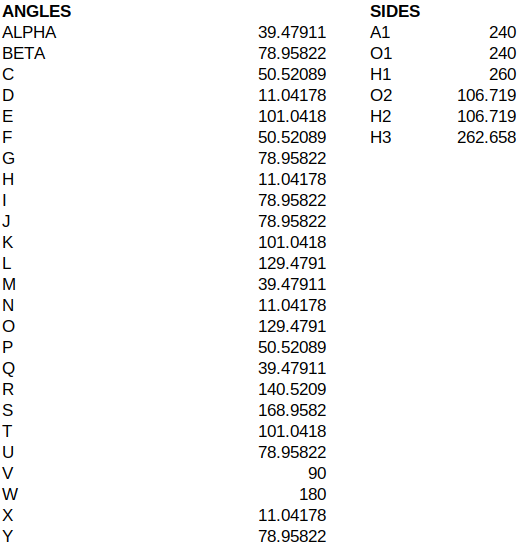 ANGLES SIDES
ALPHA 39.47911 A1 240
BETA 78.95822 O1 240
C 50.52089 H1 260
D 11.04178 O2 106.719
E 101.0418 H2 106.719
F 50.52089 H3 262.658
G 78.95822
H 11.04178
I 78.95822
J 78.95822
K 101.0418
L 129.4791
M 39.47911
N 11.04178
O 129.4791
P 50.52089
Q 39.47911
R 140.5209
S 168.9582
T 101.0418
U 78.95822
V 90
W 180
X 11.04178
Y 78.95822